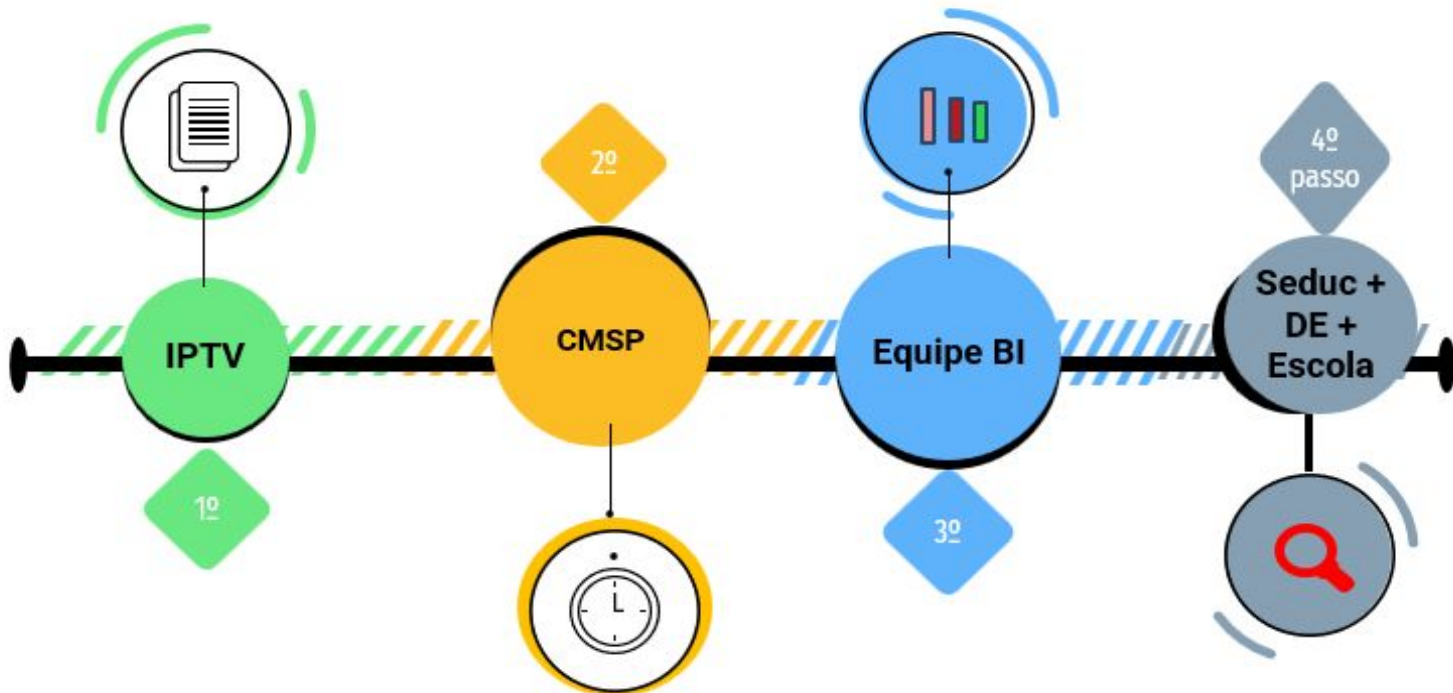 1º
IPTV
2º
CMSP
3º
Equipe BI
4º
passo
Seduc +
DE +
Escola